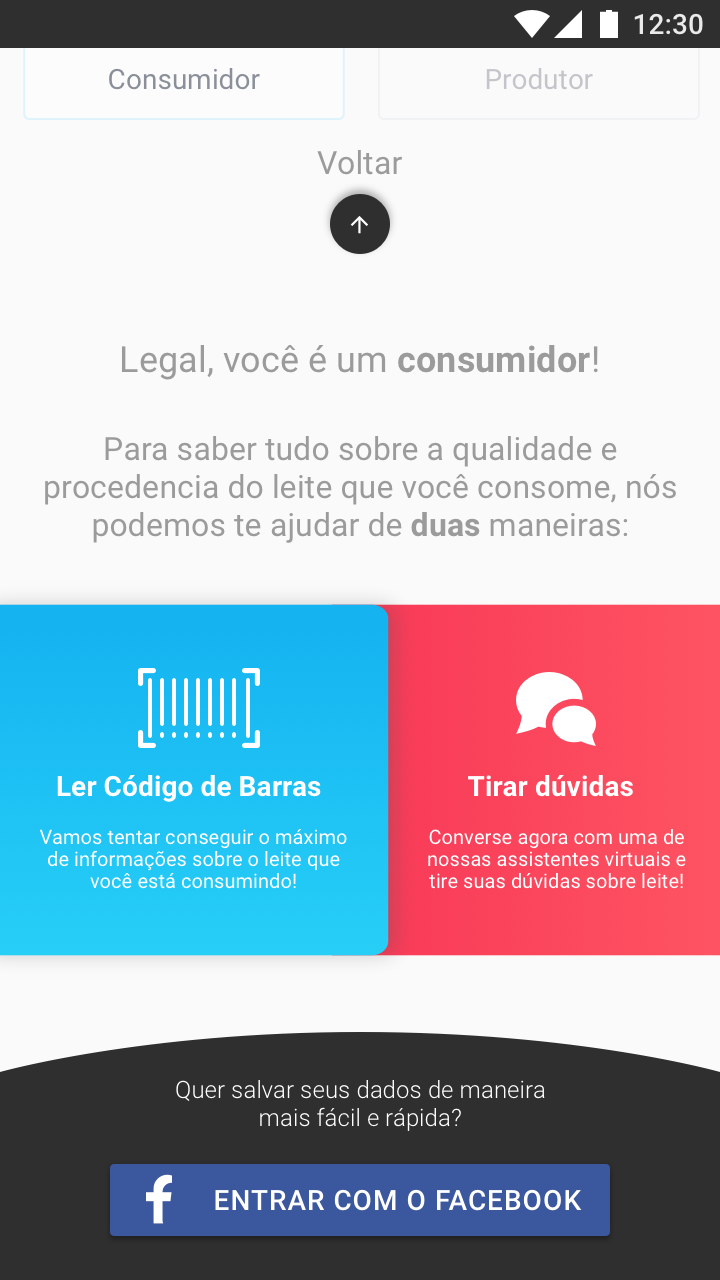 12:30
Consumidor
Produtor
Voltar
Legal, você é um consumidor!
Para saber tudo sobre a qualidade e
procedencia do leite que você consome, nós
podemos te ajudar de duas maneiras:
Ler Código de Barras
Vamos tentar conseguir o máximo
de informações sobre o leite que
você está consumindo!
Tirar dúvidas
Converse agora com uma de
nossas assistentes virtuais e
tire suas dúvidas sobre leite!
Quer salvar seus dados de maneira
mais fácil e rápida?
ENTRAR COM O FACEBOOK